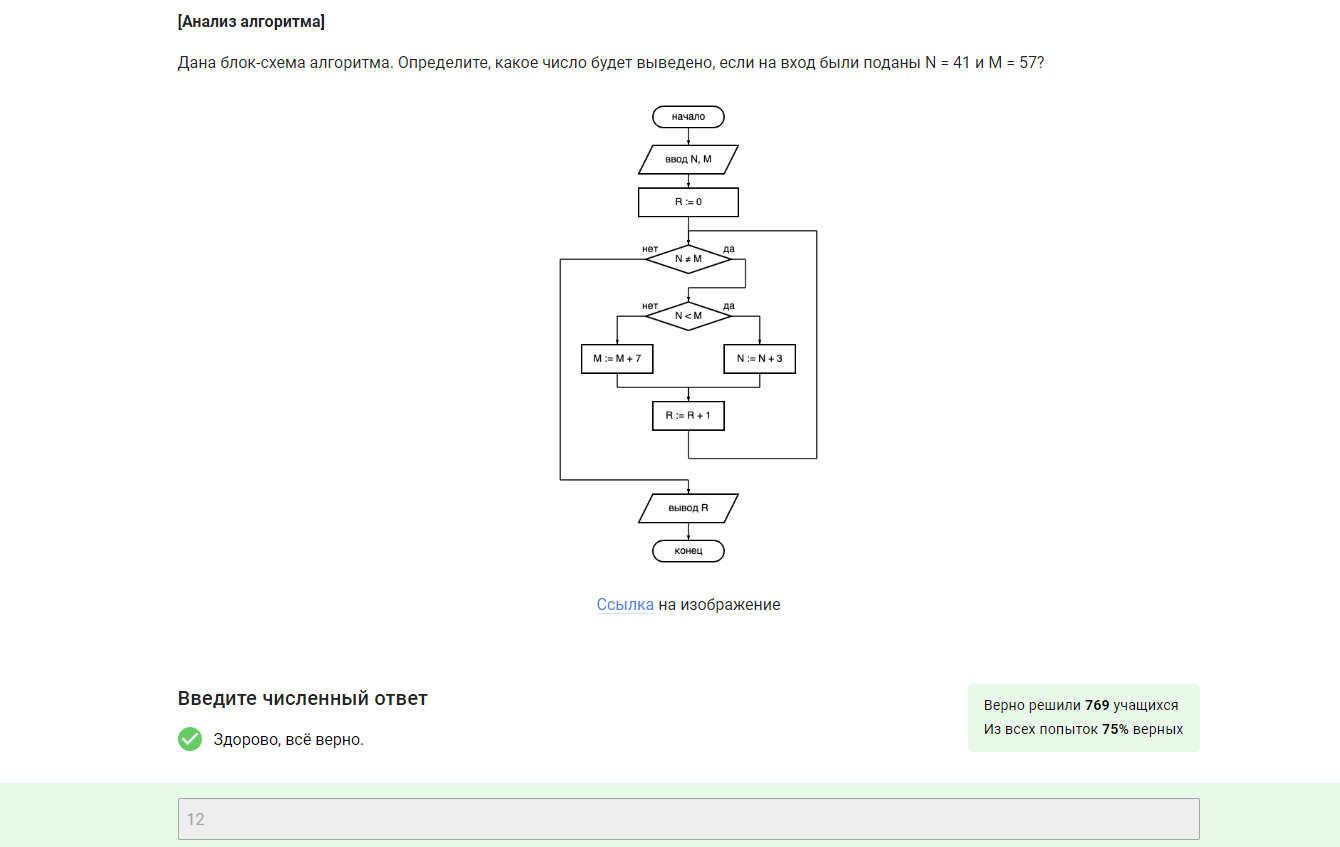 [Анализ алгоритма]
Дана блок-схема алгоритма. Определите, какое число будет выведено, если на вход были поданы N = 41 и M = 57?
начало
ввод N, M
R := 0
нет
да
N ≠ M
нет
да
N < M
M := M + 7
N := N + 3
R := R + 1
вывод R
конец
Ссылка на изображение
Введите численный ответ
Здорово, всё верно.
Верно решили 769 учащихся
Из всех попыток 75% верных
12